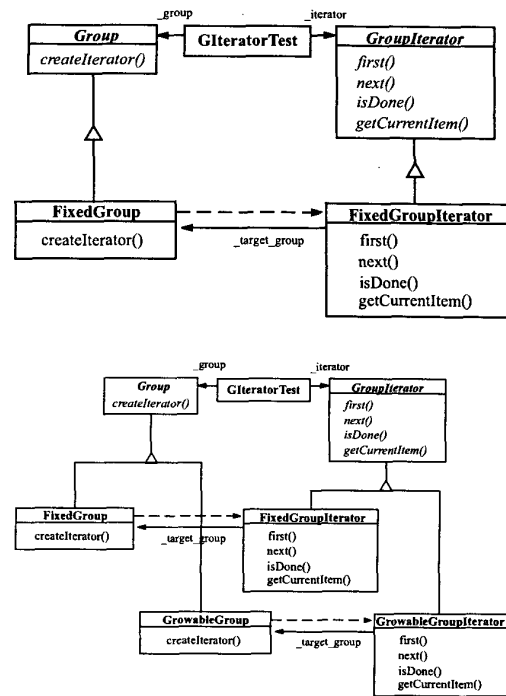 _group
_iterator
Group
createIterator()
GIteratorTest
GroupIterator
first()
next()
isDone()
getCurrentItem()
FixedGroup
createIterator()
_target_group
FixedGroupIterator
first()
next()
isDone()
getCurrentItem()
_group
_iterator
Group
createIterator()
GIteratorTest
GroupIterator
first()
next()
isDone()
getCurrentItem()
FixedGroup
createIterator()
_target_group
FixedGroupIterator
first()
next()
isDone()
getCurrentItem()
GrowableGroup
createIterator()
_target_group
GrowableGroupIterator
first()
next()
isDone()
getCurrentItem()